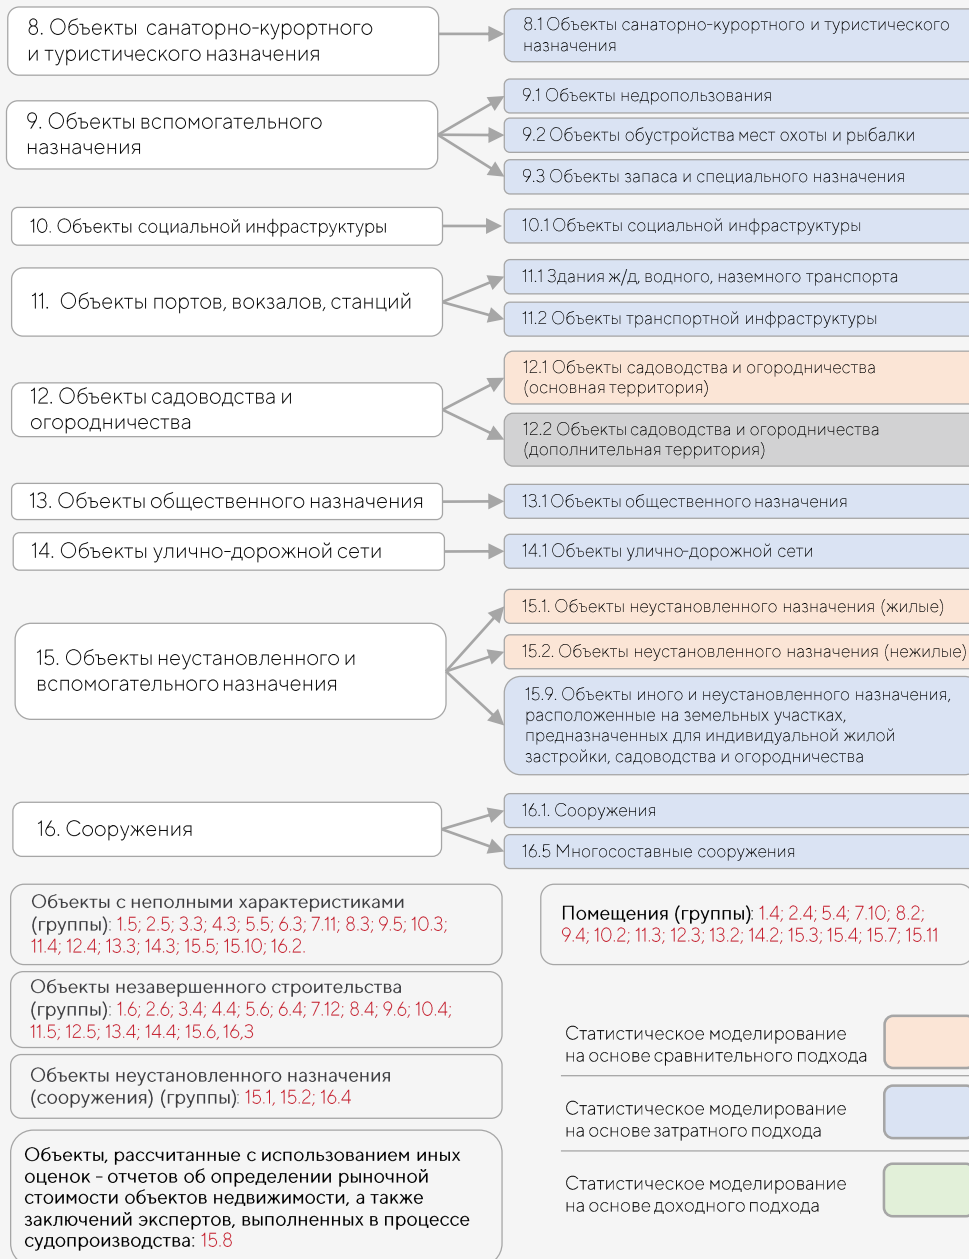 8. Объекты санаторно-курортного
и туристического назначения
8.1 Объекты санаторно-курортного и туристического
назначения
9. Объекты вспомогательного
назначения
9.1 Объекты недропользования
9.2 Объекты обустройства мест охоты и рыбалки
9.3 Объекты запаса и специального назначения
10. Объекты социальной инфраструктуры
10.1 Объекты социальной инфраструктуры
11. Объекты портов, вокзалов, станций
11.1 Здания ж/д, водного, наземного транспорта
11.2 Объекты транспортной инфраструктуры
12. Объекты садоводства и
огородничества
12.1 Объекты садоводства и огородничества
(основная территория)
12.2 Объекты садоводства и огородничества
(дополнительная территория)
13. Объекты общественного назначения
13.1 Объекты общественного назначения
14. Объекты улично-дорожной сети
14.1 Объекты улично-дорожной сети
15. Объекты неустановленного и
вспомогательного назначения
15.1. Объекты неустановленного назначения (жилые)
15.2. Объекты неустановленного назначения (нежилые)
15.9. Объекты иного и неустановленного назначения,
расположенные на земельных участках,
предназначенных для индивидуальной жилой
застройки, садоводства и огородничества
16. Сооружения
16.1. Сооружения
16.5 Многосоставные сооружения
Объекты с неполными характеристиками
(группы): 1.5; 2.5; 3.3; 4.3; 5.5; 6.3; 7.11; 8.3; 9.5; 10.3;
11.4; 12.4; 13.3; 14.3; 15.5; 15.10; 16.2.
Объекты незавершенного строительства
(группы): 1.6; 2.6; 3.4; 4.4; 5.6; 6.4; 7.12; 8.4; 9.6; 10.4;
11.5; 12.5; 13.4; 14.4; 15.6, 16,3
Объекты неустановленного назначения
(сооружения) (группы): 15.1, 15.2; 16.4
Объекты, рассчитанные с использованием иных
оценок - отчетов об определении рыночной
стоимости объектов недвижимости, а также
заключений экспертов, выполненных в процессе
судопроизводства: 15.8
Помещения (группы): 1.4; 2.4; 5.4; 7.10; 8.2;
9.4; 10.2; 11.3; 12.3; 13.2; 14.2; 15.3; 15.4; 15.7; 15.11
Статистическое моделирование
на основе сравнительного подхода
Статистическое моделирование
на основе затратного подхода
Статистическое моделирование
на основе доходного подхода